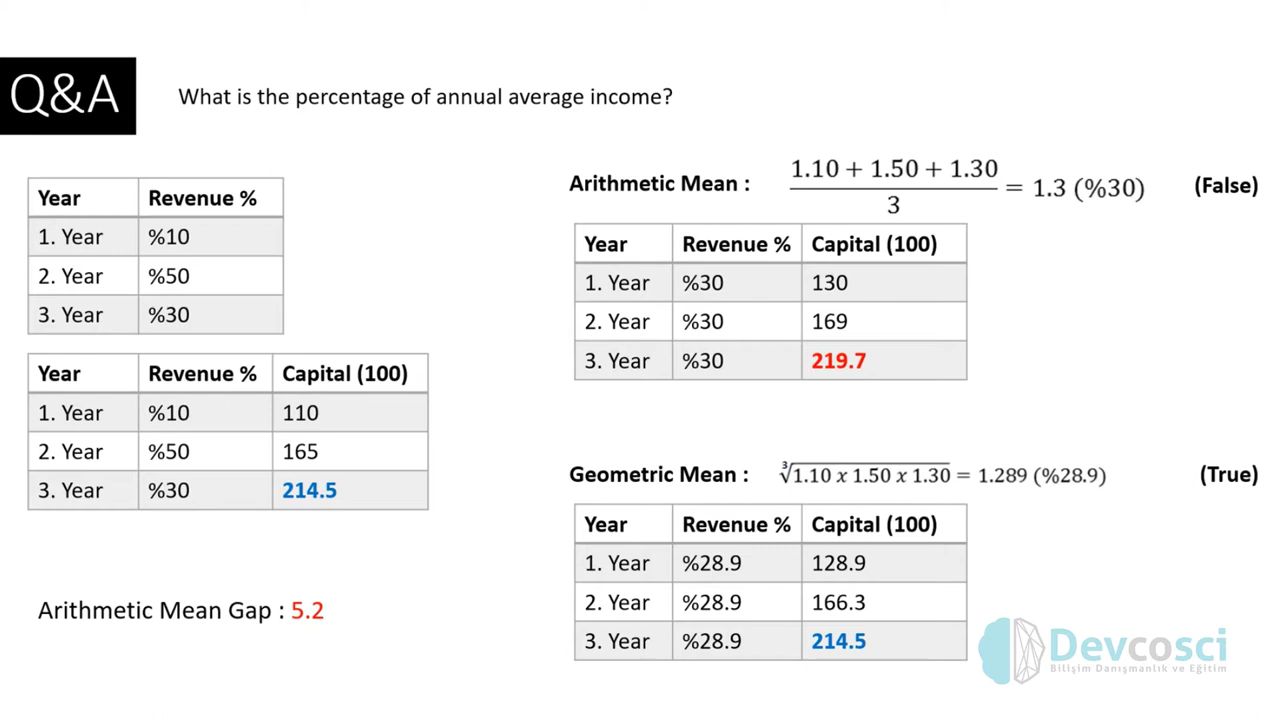 Q&A
What is the percentage of annual average income?
Year Revenue %
1. Year %10
2. Year %50
3. Year %30
Year Revenue % Capital (100)
1. Year %10 110
2. Year %50 165
3. Year %30 214.5
Arithmetic Mean Gap : 5.2
Arithmetic Mean : (1.10 + 1.50 + 1.30) / 3 = 1.3 (%30) (False)
Year Revenue % Capital (100)
1. Year %30 130
2. Year %30 169
3. Year %30 219.7
Geometric Mean : ∛1.10 x 1.50 x 1.30 = 1.289 (%28.9) (True)
Year Revenue % Capital (100)
1. Year %28.9 128.9
2. Year %28.9 166.3
3. Year %28.9 214.5
Devcosci
Bilişim Danışmanlık ve Eğitim